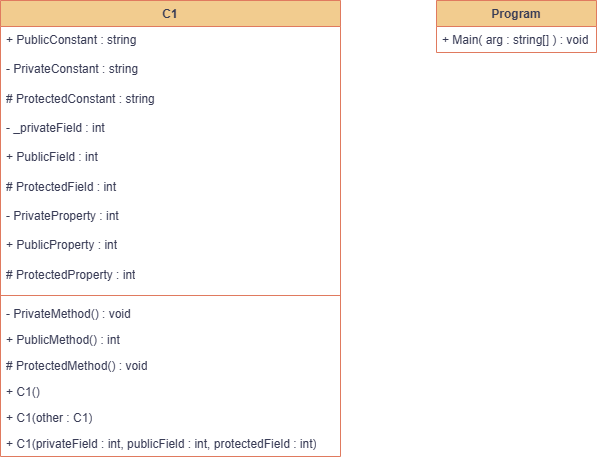 C1
+ PublicConstant : string
- PrivateConstant : string
# ProtectedConstant : string
- _privateField : int
+ PublicField : int
# ProtectedField : int
- PrivateProperty : int
+ PublicProperty : int
# ProtectedProperty : int
- PrivateMethod() : void
+ PublicMethod() : int
# ProtectedMethod() : void
+ C1()
+ C1(other : C1)
+ C1(privateField : int, publicField : int, protectedField : int)
Program
+ Main( arg : string[] ) : void